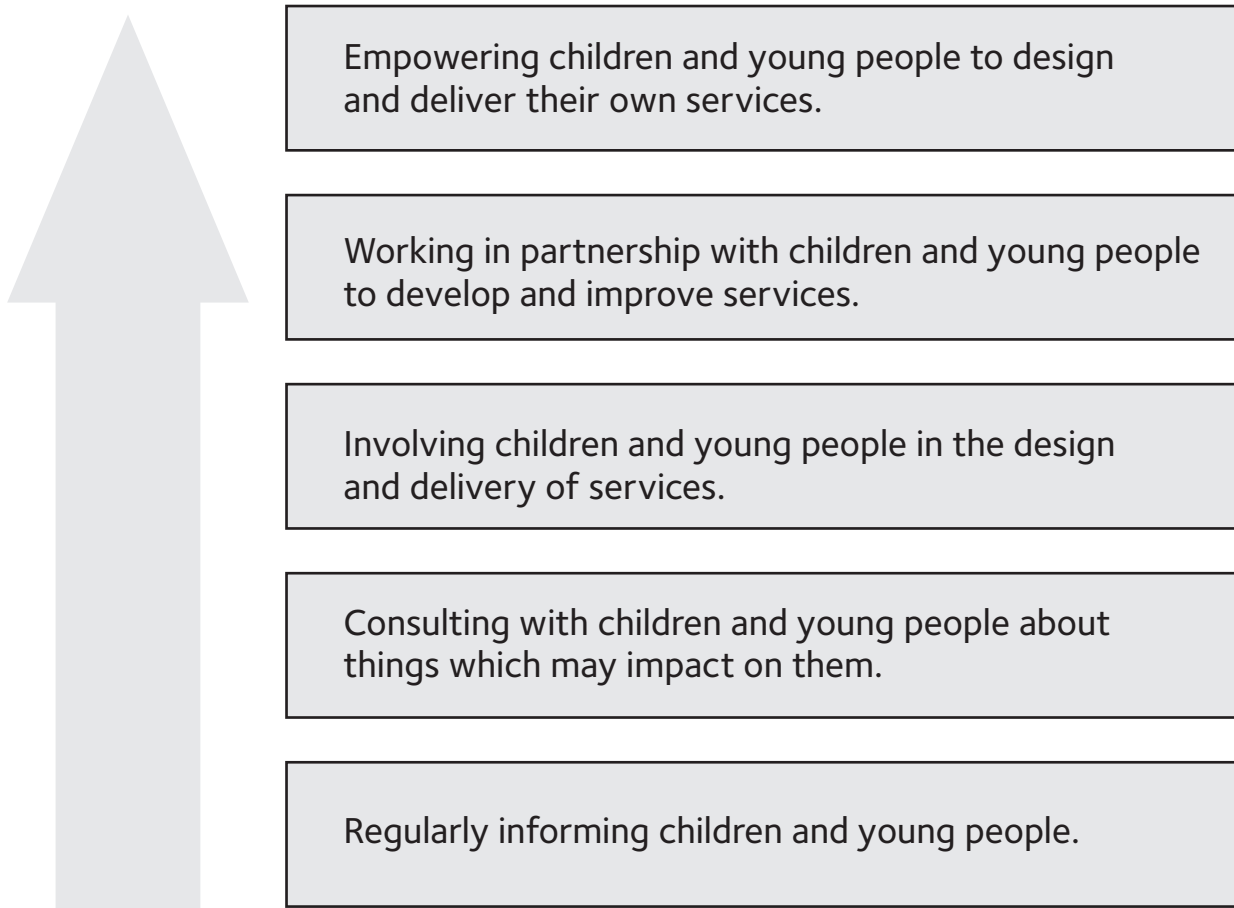 Empowering children and young people to design
and deliver their own services.
Working in partnership with children and young people
to develop and improve services.
Involving children and young people in the design
and delivery of services.
Consulting with children and young people about
things which may impact on them.
Regularly informing children and young people.